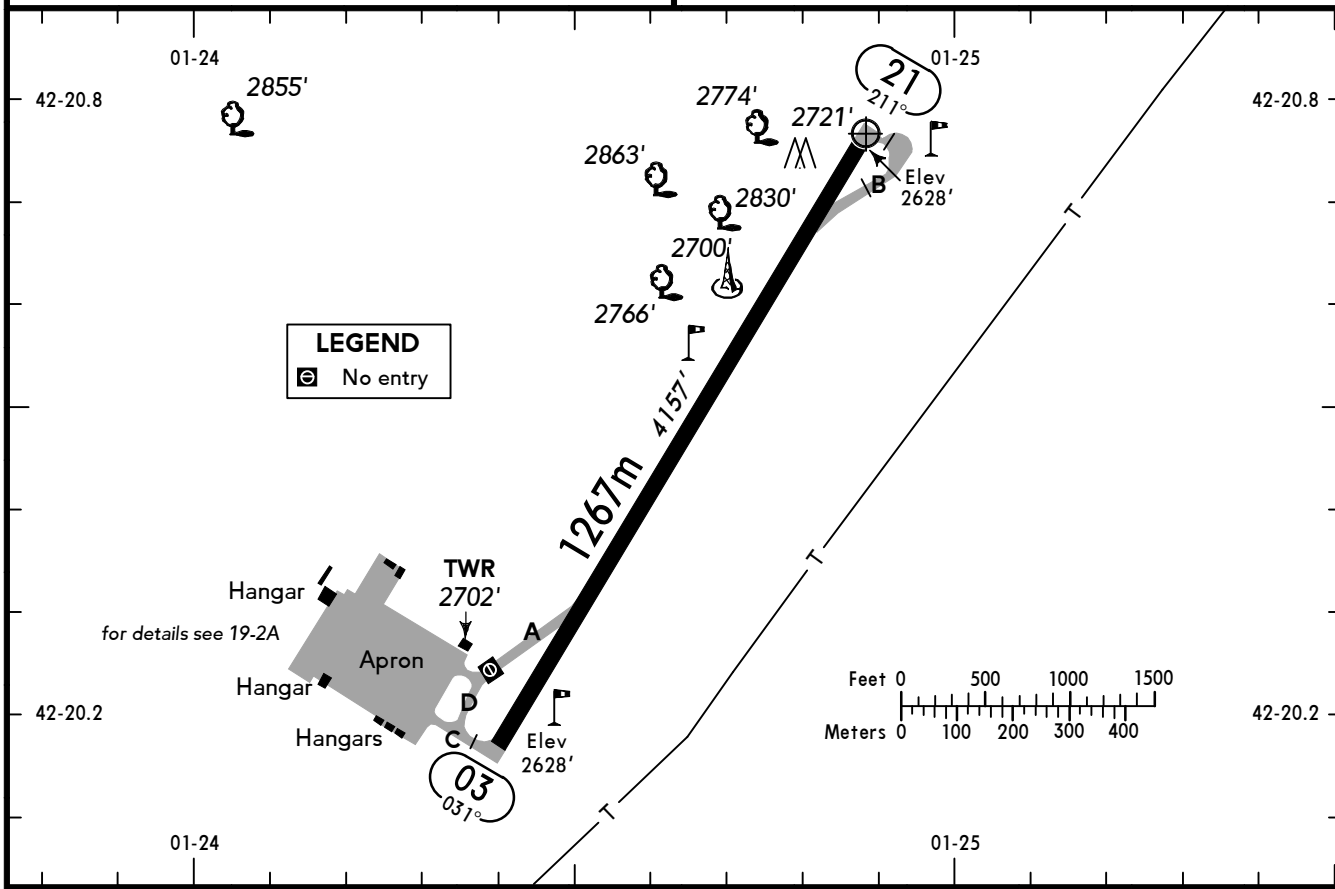 01-24
01-25
42-20.8
42-20.8
2855'
2774'
2721'
21
211°
2863'
2830'
B
Elev
2628'
2700'
2766'
T
LEGEND
No entry
4157'
1267m
T
TWR
2702'
Hangar
for details see 19-2A
A
Apron
Hangar
D
Hangars
C
Elev
2628'
03
031°
42-20.2
42-20.2
Feet 0 500 1000 1500
Meters 0 100 200 300 400
T
01-24
01-25